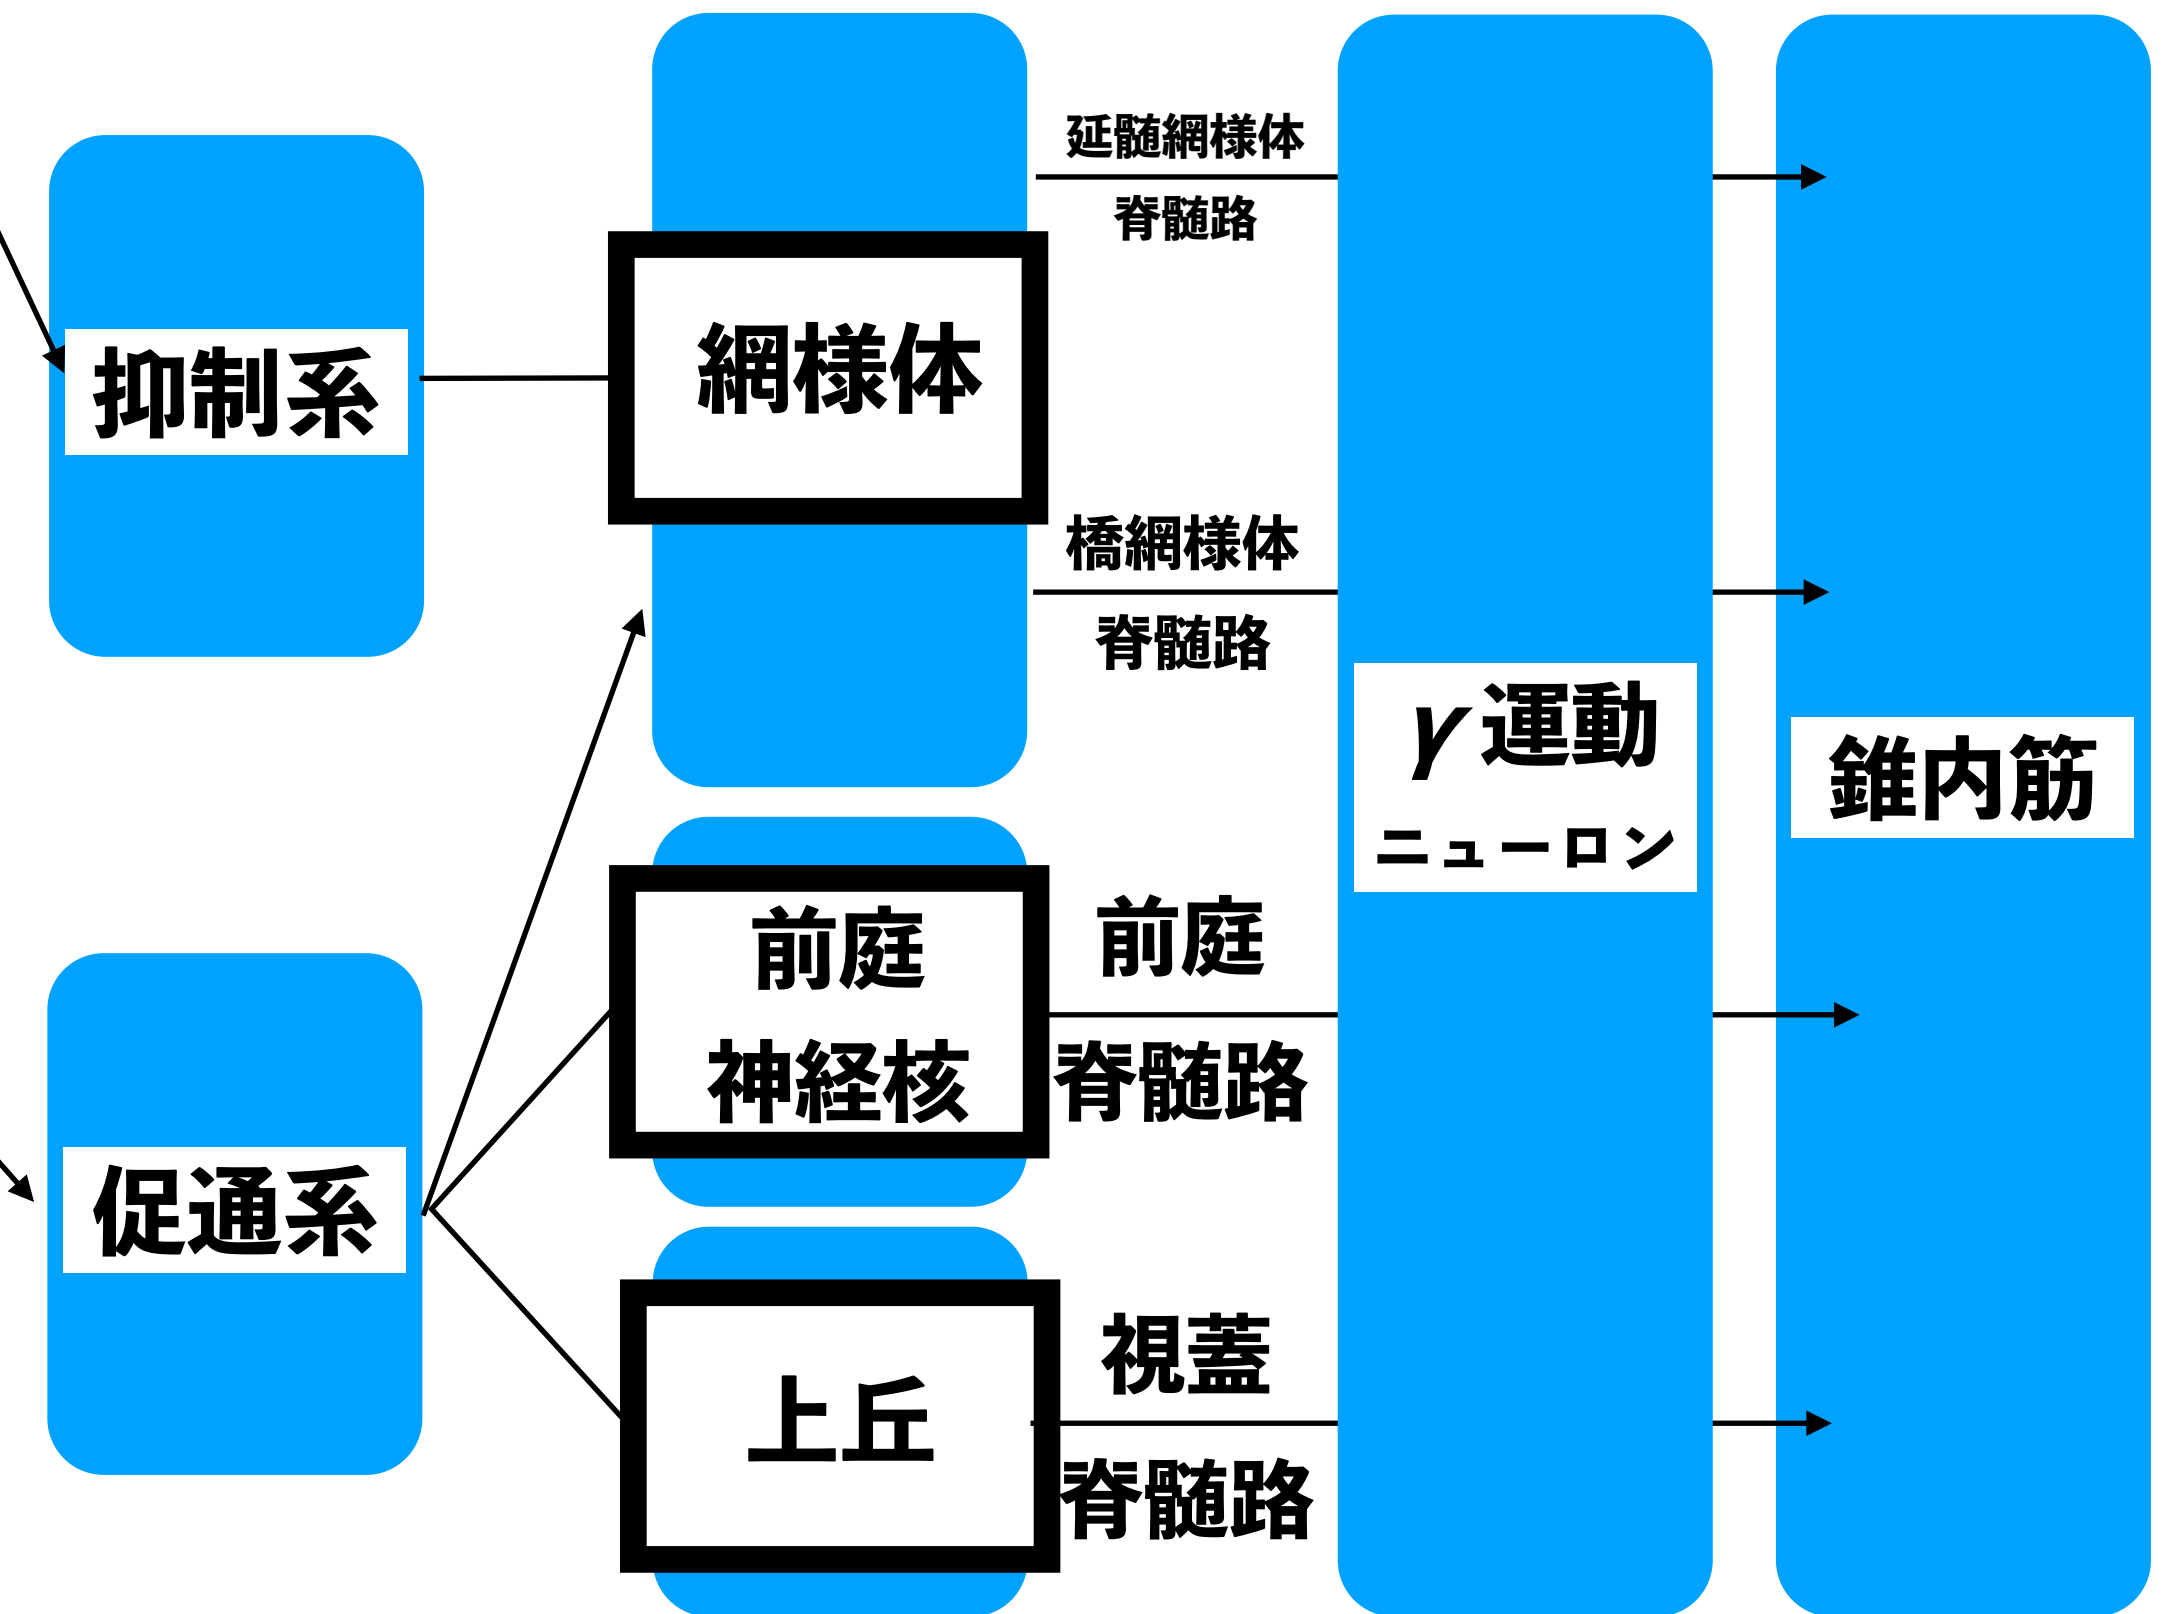 抑制系
促通系
網様体
前庭
神経核
上丘
延髄網様体
脊髄路
橋網様体
脊髄路
前庭
脊髄路
視蓋
脊髄路
γ運動
ニューロン
錐内筋